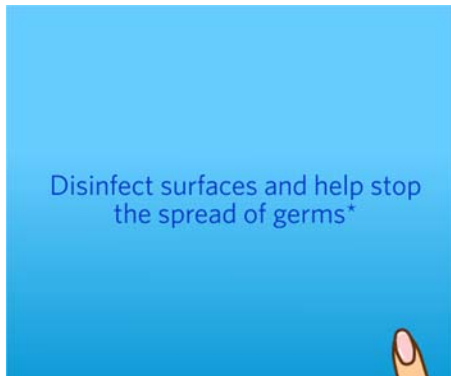 Disinfect surfaces and help stop
the spread of germs*